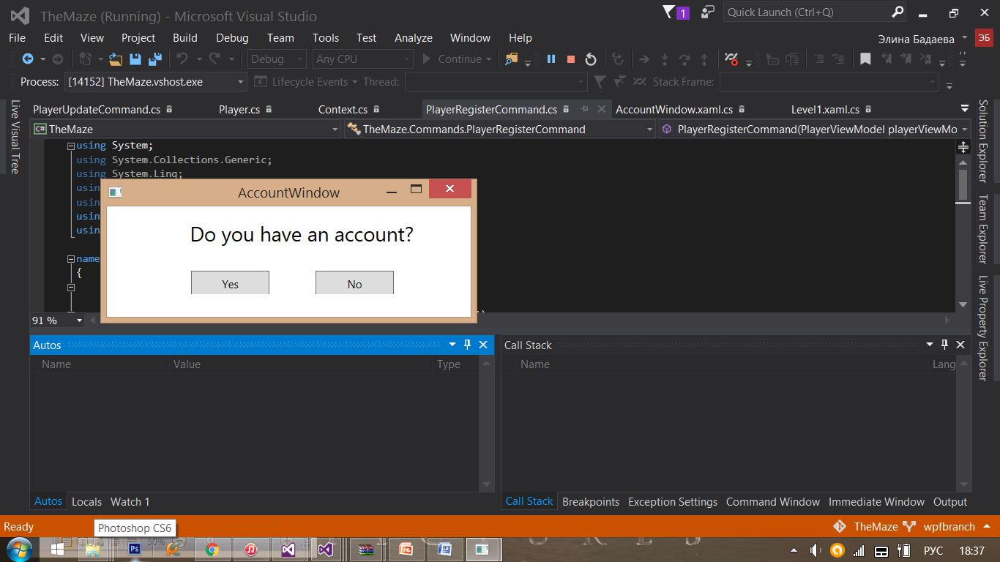 TheMaze (Running) - Microsoft Visual Studio
1
Quick Launch (Ctrl+Q)
File Edit View Project Build Debug Team Tools Test Analyze Window Help
Элина Бадаева ЭБ
Debug Any CPU Continue
Process: [14152] TheMaze.vshost.exe Lifecycle Events Thread: Stack Frame:
PlayerUpdateCommand.cs Player.cs Context.cs PlayerRegisterCommand.cs AccountWindow.xaml.cs Level1.xaml.cs
C# TheMaze TheMaze.Commands.PlayerRegisterCommand PlayerRegisterCommand(PlayerViewModel playerViewMo
Live Visual Tree
Solution Explorer
Team Explorer
Live Property Explorer
using System;
using System.Collections.Generic;
using System.Linq;
usin
usin
usin
usin
name
{
AccountWindow
Do you have an account?
Yes No
91 %
Autos
Name Value Type
Call Stack
Name Lang
Autos Locals Watch 1
Call Stack Breakpoints Exception Settings Command Window Immediate Window Output
Ready
TheMaze wpfbranch
Photoshop CS6
50%
Ps
РУС 18:37